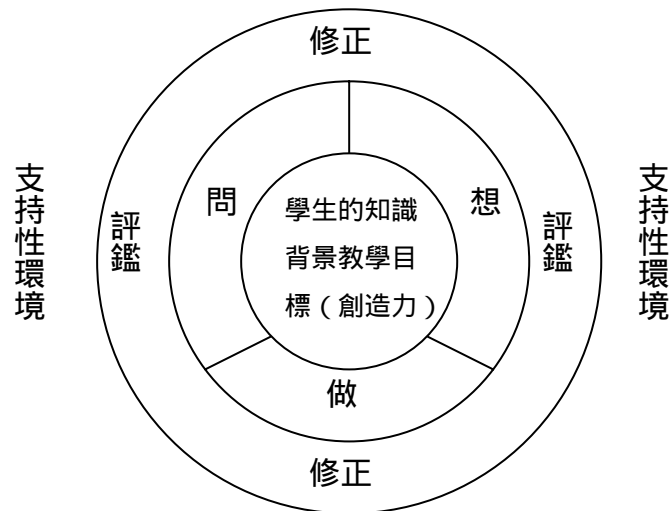 修正
問
想
學生的知識
背景教學目
標（創造力）
支持性環境
評鑑
評鑑
支持性環境
做
修正